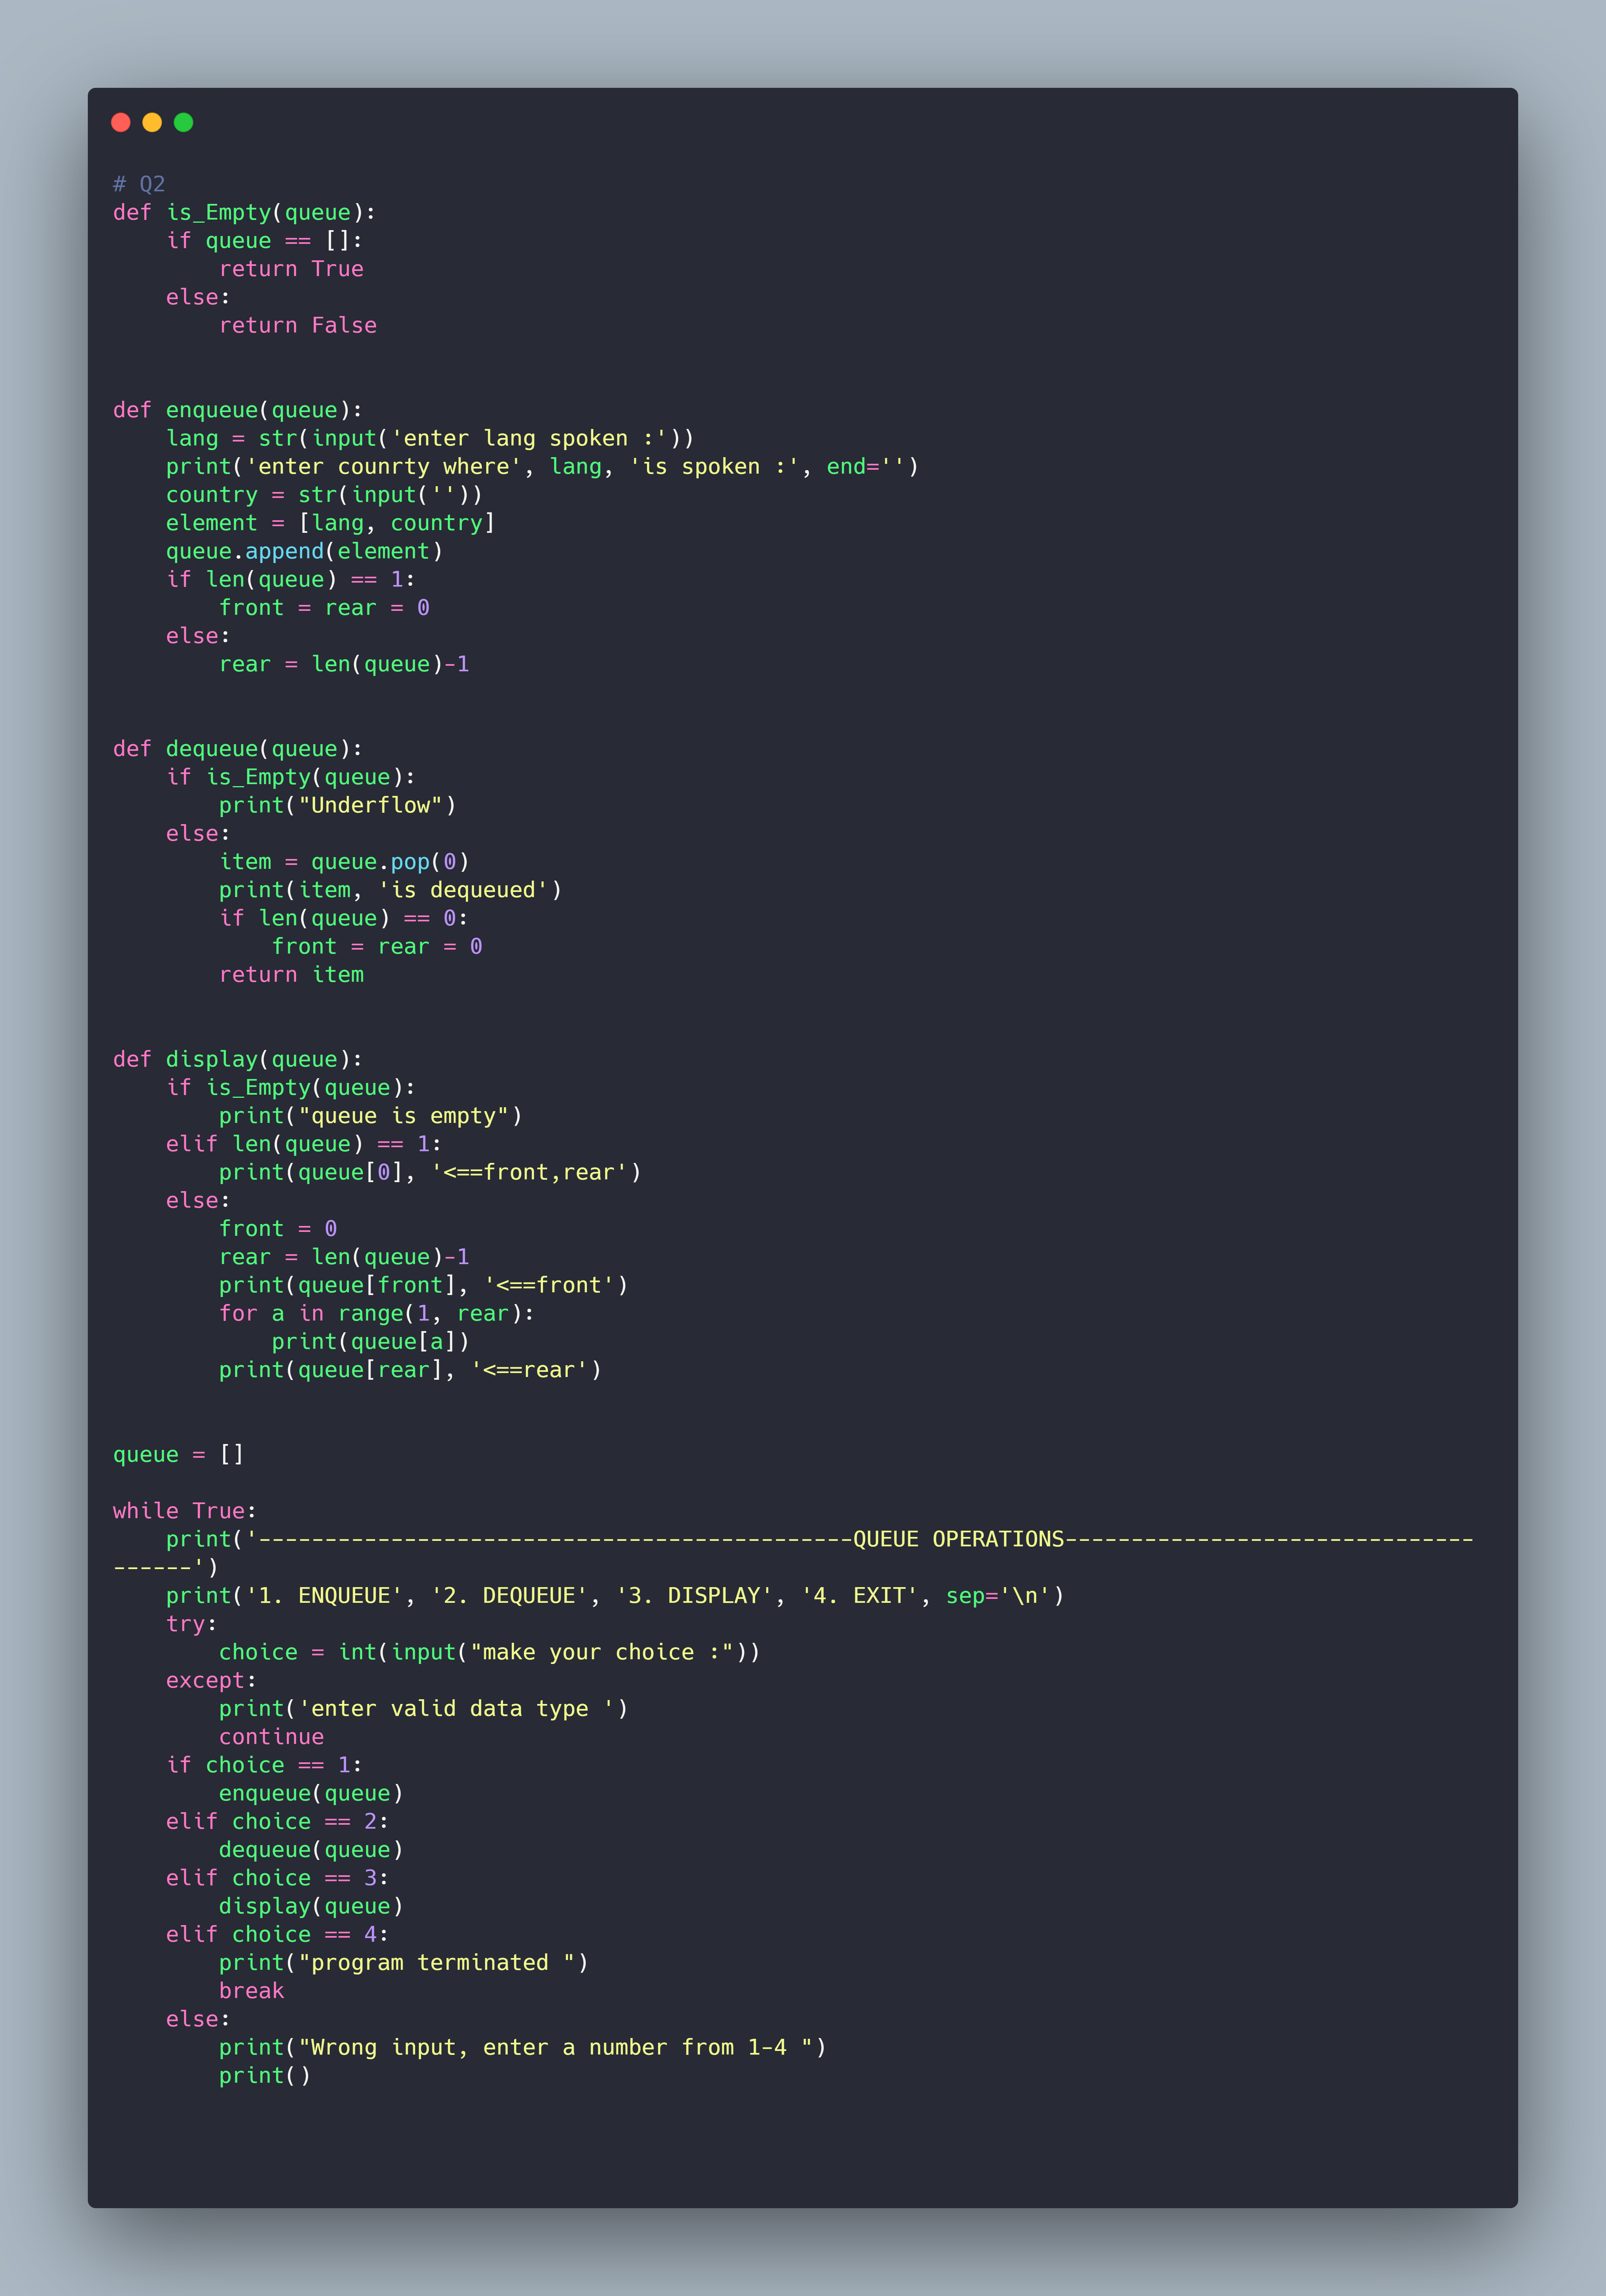 # Q2
def is_Empty(queue):
    if queue == []:
        return True
    else:
        return False
def enqueue(queue):
    lang = str(input('enter lang spoken :'))
    print('enter counrty where', lang, 'is spoken :', end='')
    country = str(input(''))
    element = [lang, country]
    queue.append(element)
    if len(queue) == 1:
        front = rear = 0
    else:
        rear = len(queue)-1
def dequeue(queue):
    if is_Empty(queue):
        print("Underflow")
    else:
        item = queue.pop(0)
        print(item, 'is dequeued')
        if len(queue) == 0:
            front = rear = 0
        return item
def display(queue):
    if is_Empty(queue):
        print("queue is empty")
    elif len(queue) == 1:
        print(queue[0], '<==front,rear')
    else:
        front = 0
        rear = len(queue)-1
        print(queue[front], '<==front')
        for a in range(1, rear):
            print(queue[a])
        print(queue[rear], '<==rear')
queue = []
while True:
    print('---------------------------------------------QUEUE OPERATIONS-------------------------------
------')
    print('1. ENQUEUE', '2. DEQUEUE', '3. DISPLAY', '4. EXIT', sep='\n')
    try:
        choice = int(input("make your choice :"))
    except:
        print('enter valid data type ')
        continue
    if choice == 1:
        enqueue(queue)
    elif choice == 2:
        dequeue(queue)
    elif choice == 3:
        display(queue)
    elif choice == 4:
        print("program terminated ")
        break
    else:
        print("Wrong input, enter a number from 1-4 ")
        print()